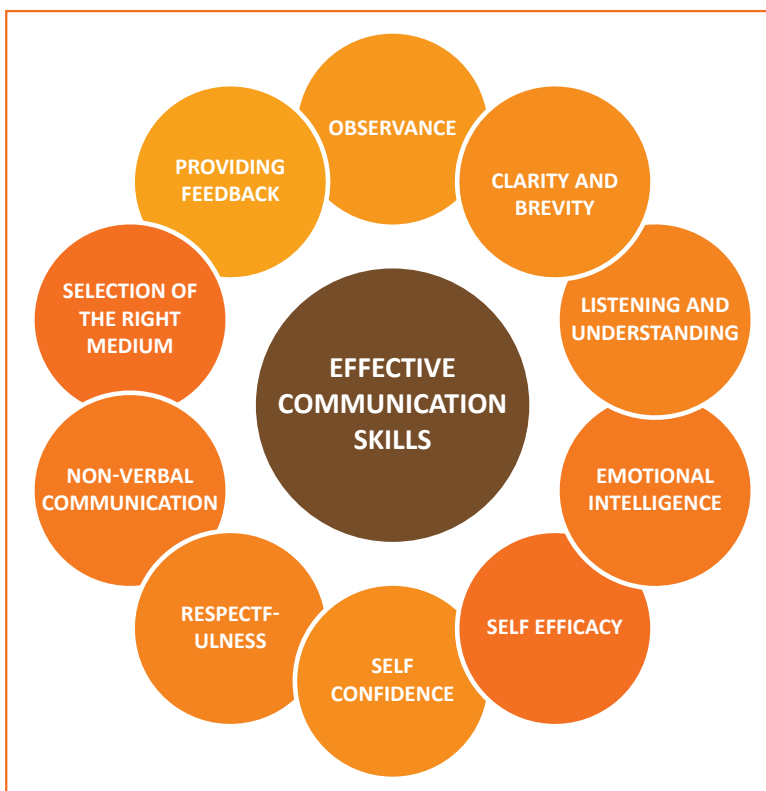 OBSERVANCE
CLARITY AND
BREVITY
LISTENING AND
UNDERSTANDING
EMOTIONAL
INTELLIGENCE
SELF EFFICACY
SELF
CONFIDENCE
RESPECTF-
ULNESS
NON-VERBAL
COMMUNICATION
SELECTION OF
THE RIGHT
MEDIUM
PROVIDING
FEEDBACK
EFFECTIVE
COMMUNICATION
SKILLS